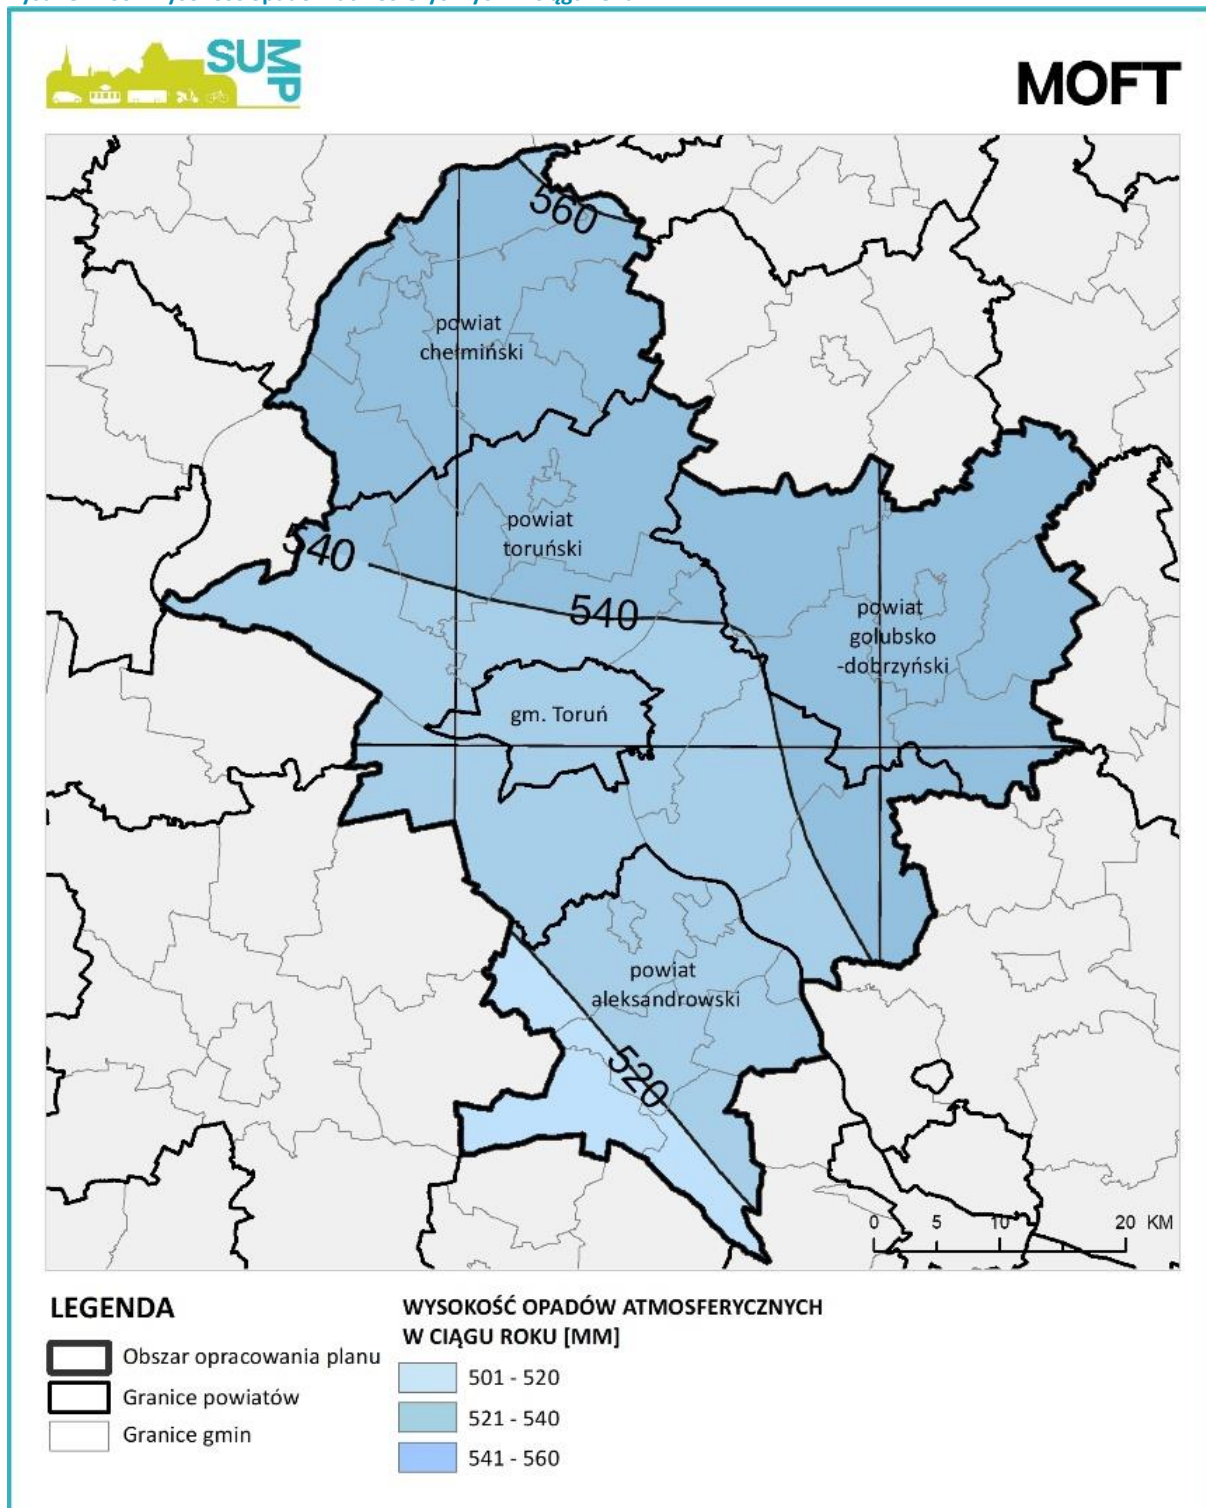 SUMP
MOFT
560
powiat
chełmiński
powiat
toruński
540
540
powiat
golubsko
-dobrzyński
gm. Toruń
powiat
aleksandrowski
520
0 5 10 20 KM
LEGENDA
Obszar opracowania planu
Granice powiatów
Granice gmin
WYSOKOŚĆ OPADÓW ATMOSFERYCZNYCH
W CIĄGU ROKU [MM]
501 - 520
521 - 540
541 - 560